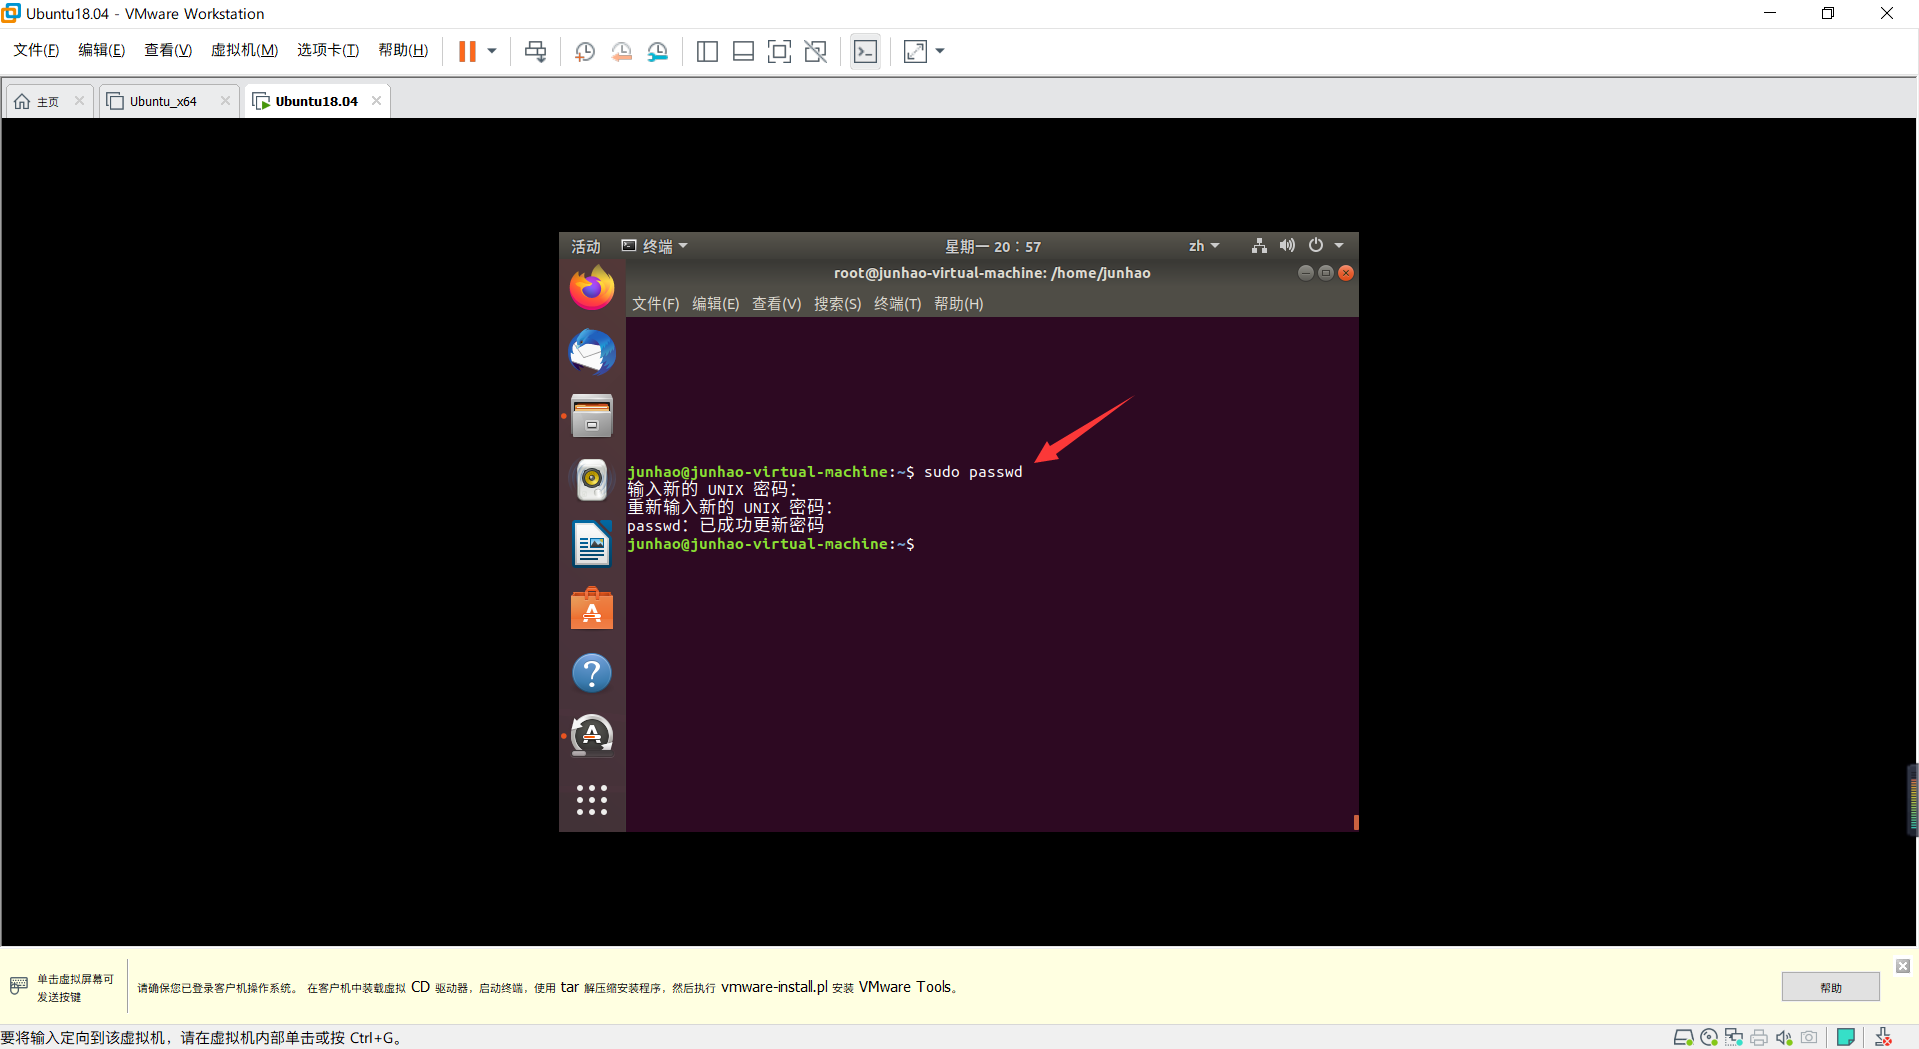 Ubuntu18.04 - VMware Workstation
文件(F) 编辑(E) 查看(V) 虚拟机(M) 选项卡(T) 帮助(H)
主页 Ubuntu_x64 Ubuntu18.04
活动 终端 星期一 20：57 zh
root@junhao-virtual-machine: /home/junhao
文件(F) 编辑(E) 查看(V) 搜索(S) 终端(T) 帮助(H)
junhao@junhao-virtual-machine:~$ sudo passwd
输入新的 UNIX 密码：
重新输入新的 UNIX 密码：
passwd：已成功更新密码
junhao@junhao-virtual-machine:~$
单击虚拟屏幕可
发送按键
请确保您已登录客户机操作系统。 在客户机中装载虚拟 CD 驱动器，启动终端，使用 tar 解压缩安装程序，然后执行 vmware-install.pl 安装 VMware Tools。
帮助
要将输入定向到该虚拟机，请在虚拟机内部单击或按 Ctrl+G。